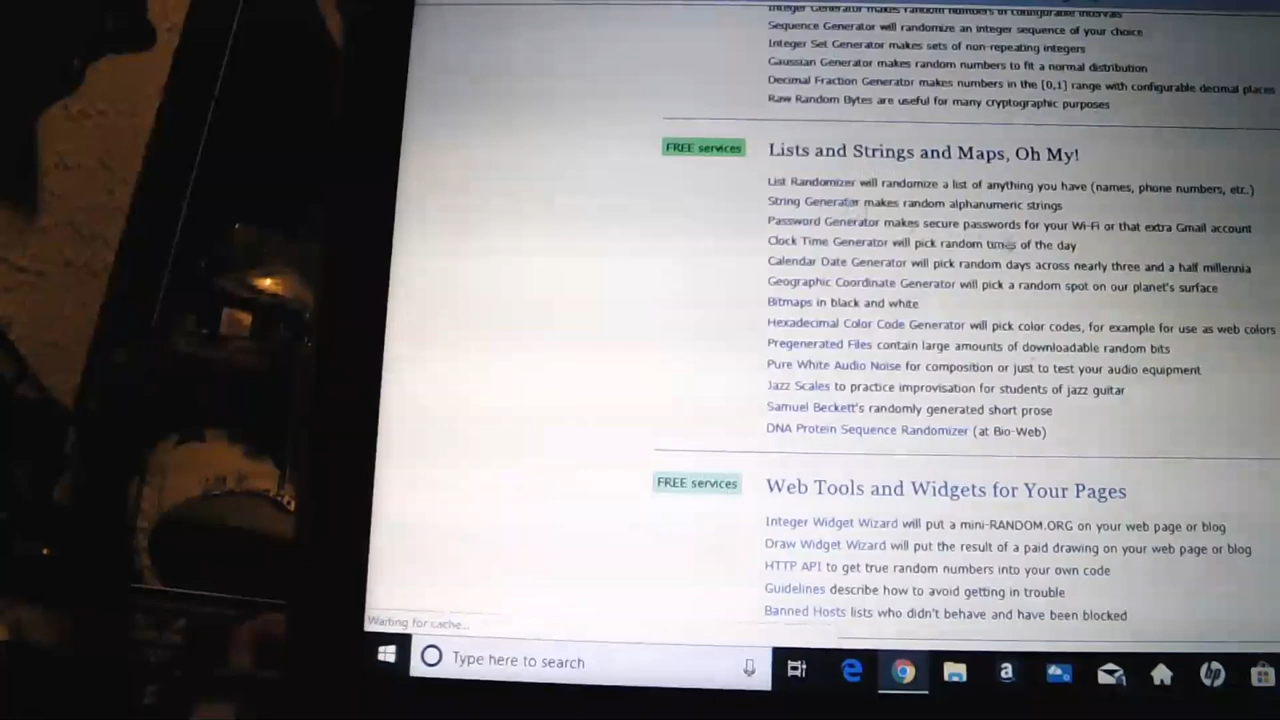 Integer Generator makes random numbers in configurable intervals
Sequence Generator will randomize an integer sequence of your choice
Integer Set Generator makes sets of non-repeating integers
Gaussian Generator makes random numbers to fit a normal distribution
Decimal Fraction Generator makes numbers in the [0,1] range with configurable decimal places
Raw Random Bytes are useful for many cryptographic purposes
FREE services
Lists and Strings and Maps, Oh My!
List Randomizer will randomize a list of anything you have (names, phone numbers, etc.)
String Generator makes random alphanumeric strings
Password Generator makes secure passwords for your Wi-Fi or that extra Gmail account
Clock Time Generator will pick random times of the day
Calendar Date Generator will pick random days across nearly three and a half millennia
Geographic Coordinate Generator will pick a random spot on our planet's surface
Bitmaps in black and white
Hexadecimal Color Code Generator will pick color codes, for example for use as web colors
Pregenerated Files contain large amounts of downloadable random bits
Pure White Audio Noise for composition or just to test your audio equipment
Jazz Scales to practice improvisation for students of jazz guitar
Samuel Beckett's randomly generated short prose
DNA Protein Sequence Randomizer (at Bio-Web)
FREE services
Web Tools and Widgets for Your Pages
Integer Widget Wizard will put a mini-RANDOM.ORG on your web page or blog
Draw Widget Wizard will put the result of a paid drawing on your web page or blog
HTTP API to get true random numbers into your own code
Guidelines describe how to avoid getting in trouble
Banned Hosts lists who didn't behave and have been blocked
Waiting for cache...
Type here to search
e
a
hp